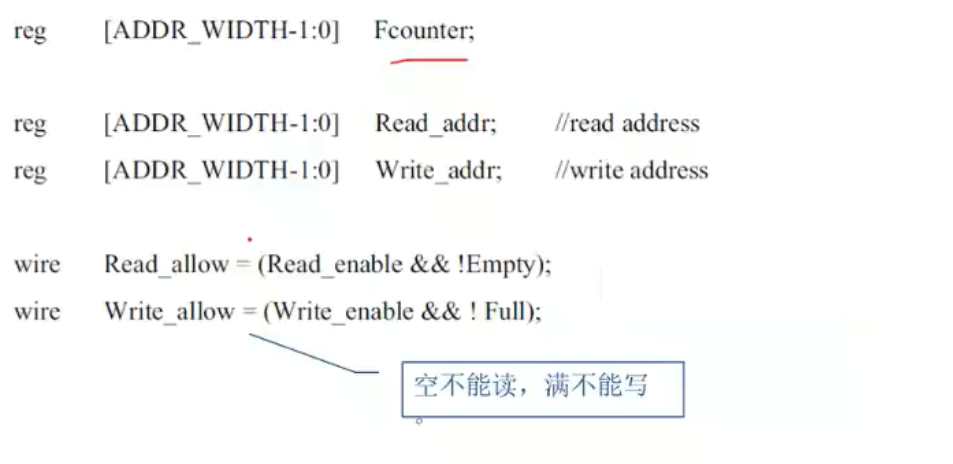 reg [ADDR_WIDTH-1:0] Fcounter;
reg [ADDR_WIDTH-1:0] Read_addr; //read address
reg [ADDR_WIDTH-1:0] Write_addr; //write address
wire Read_allow = (Read_enable && !Empty);
wire Write_allow = (Write_enable && ! Full);
空不能读，满不能写
。